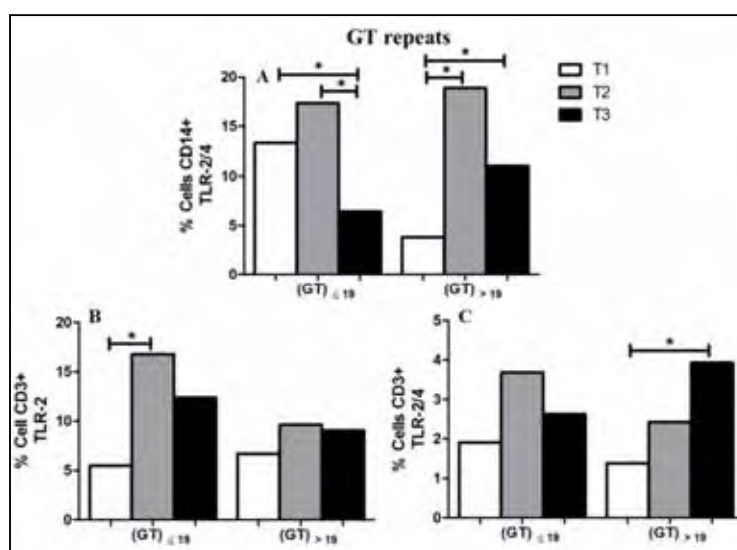 GT repeats
A
*
*
*
*
T1
T2
T3
% Cells CD14+
TLR-2/4
20
15
10
5
0
(GT) ≤ 19
(GT) > 19
B
*
% Cell CD3+
TLR-2
20
15
10
5
0
(GT) ≤ 19
(GT) > 19
C
*
% Cells CD3+
TLR-2/4
5
4
3
2
1
0
(GT) ≤ 19
(GT) > 19